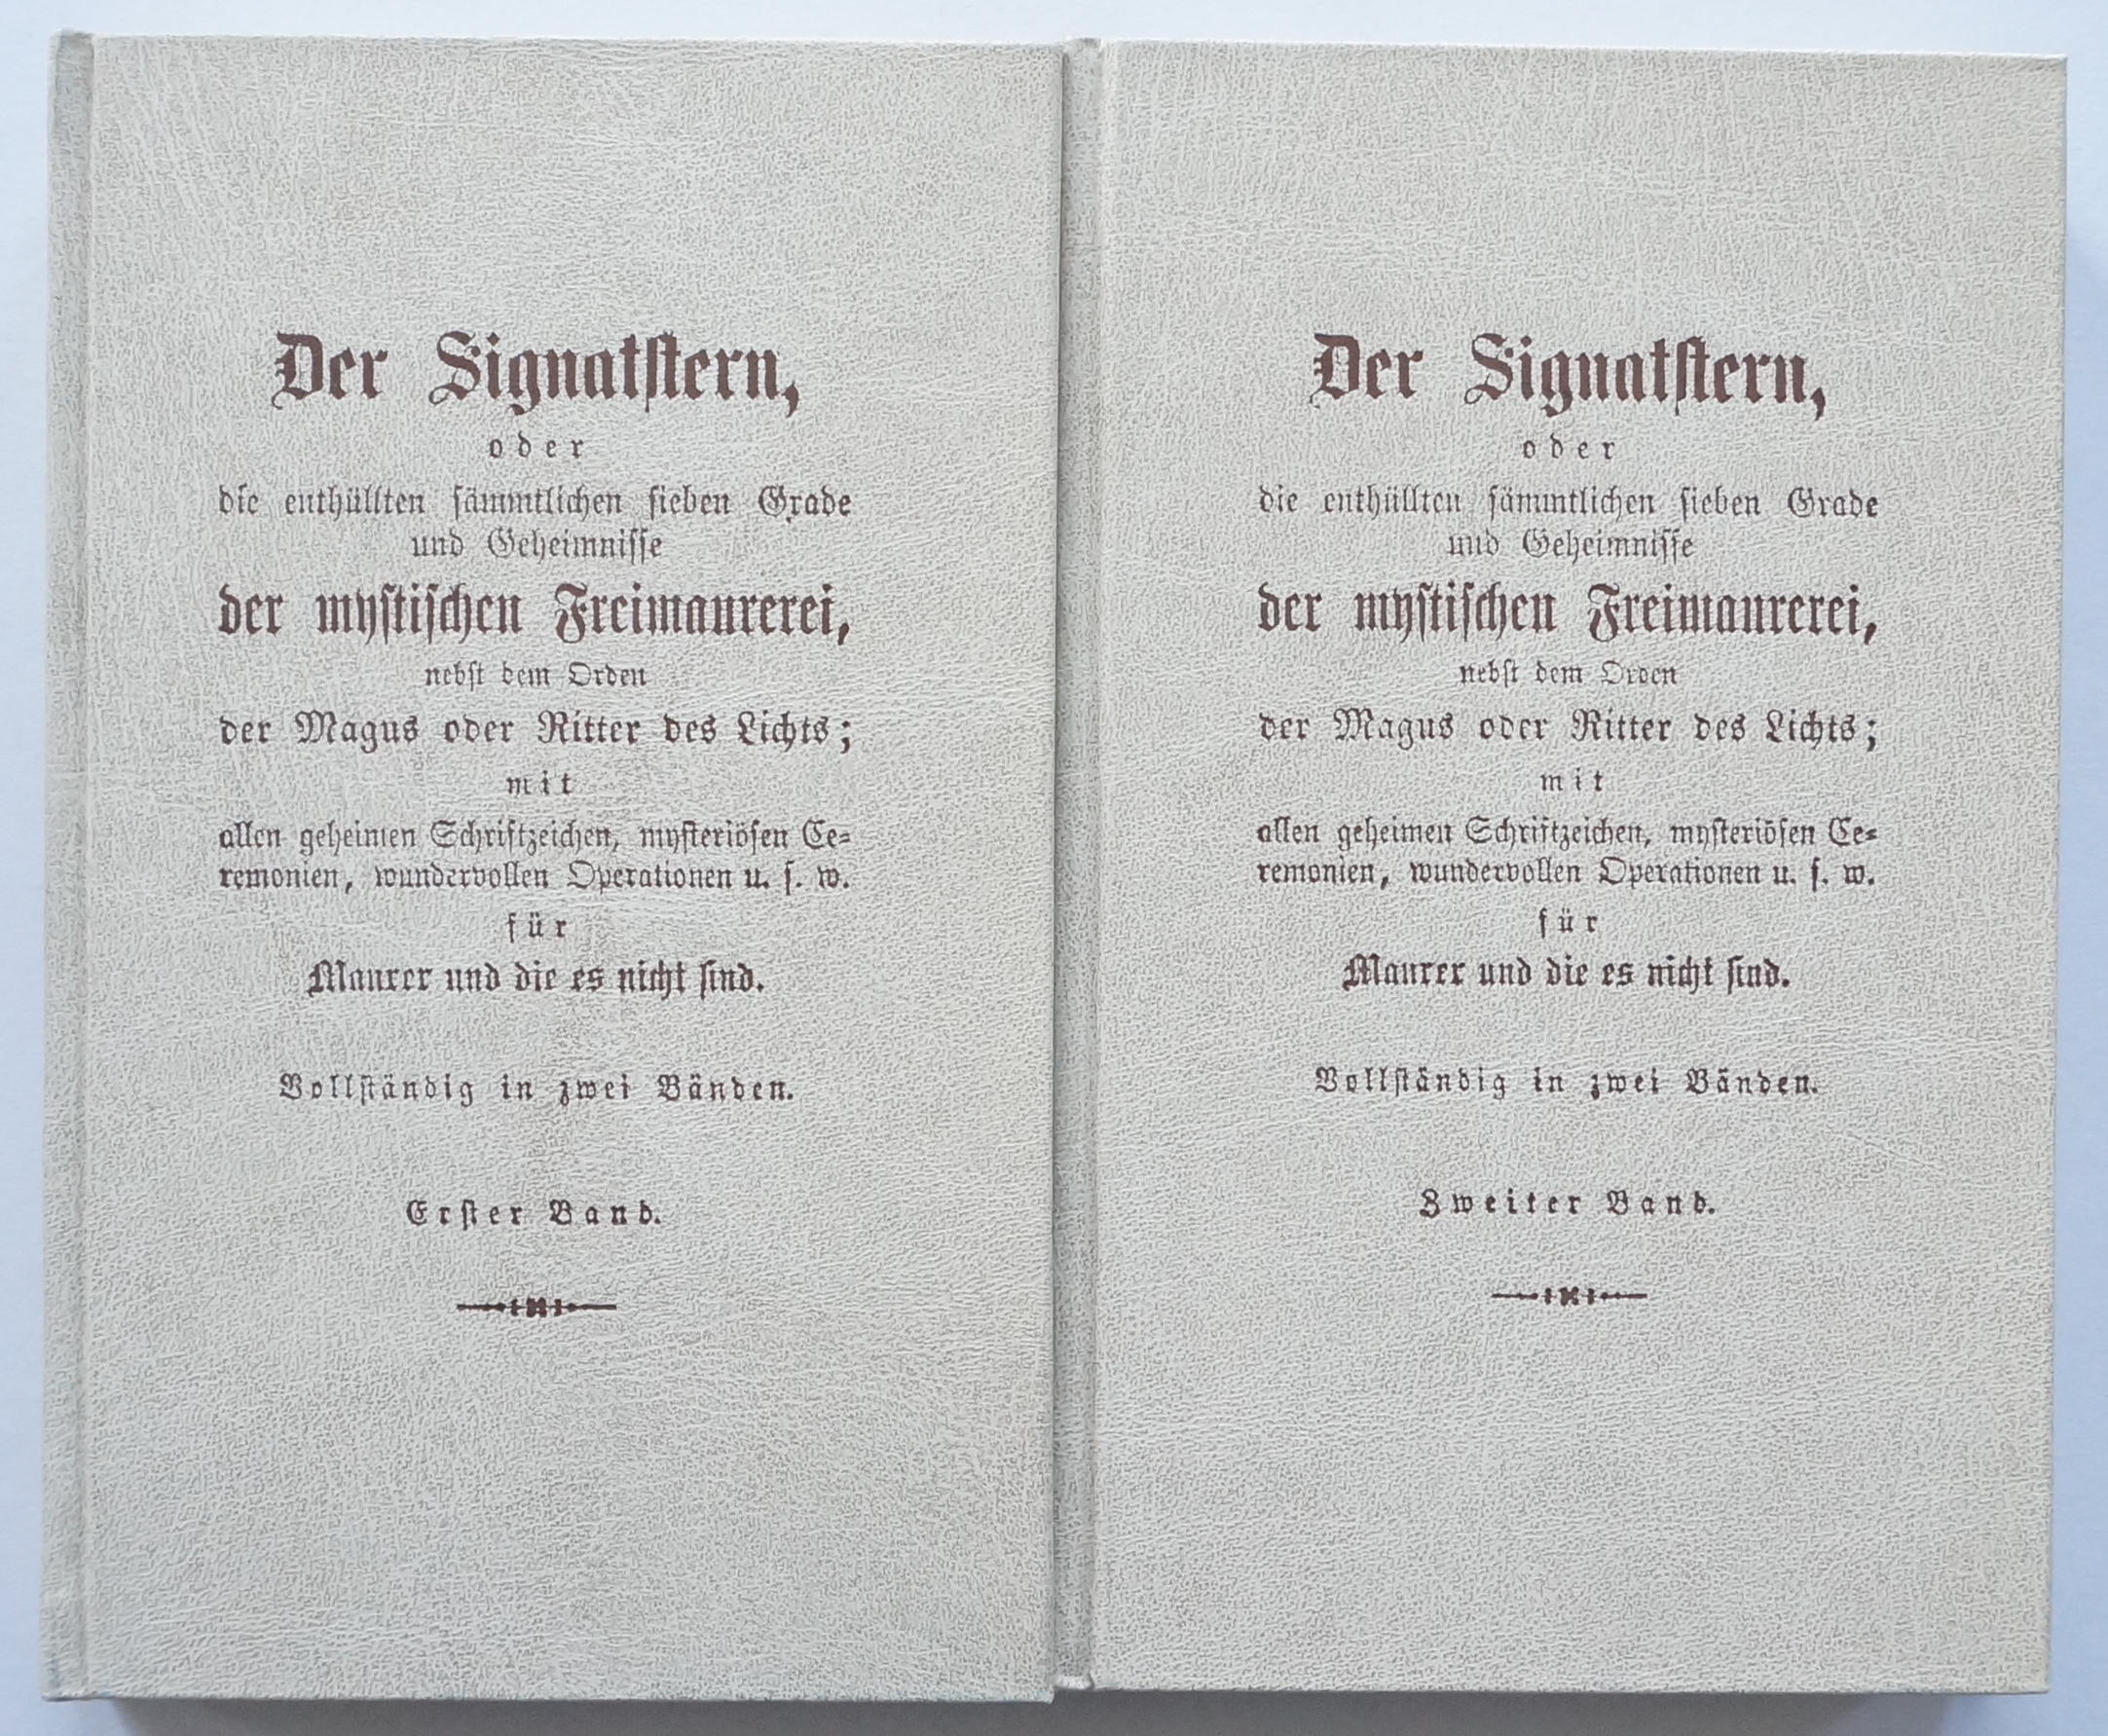 Der Signatstern,
oder
die enthüllten sämmtlichen sieben Grade
und Geheimnisse
der mystischen Freimaurerei,
nebst dem Orden
der Magus oder Ritter des Lichts;
mit
allen geheimen Schriftzeichen, mysteriösen Ce-
remonien, wundervollen Operationen u. s. w.
für
Maurer und die es nicht sind.
Vollständig in zwei Bänden.
Erster Band.
Der Signatstern,
oder
die enthüllten sämmtlichen sieben Grade
und Geheimnisse
der mystischen Freimaurerei,
nebst dem Orden
der Magus oder Ritter des Lichts;
mit
allen geheimen Schriftzeichen, mysteriösen Ce-
remonien, wundervollen Operationen u. s. w.
für
Maurer und die es nicht sind.
Vollständig in zwei Bänden.
Zweiter Band.